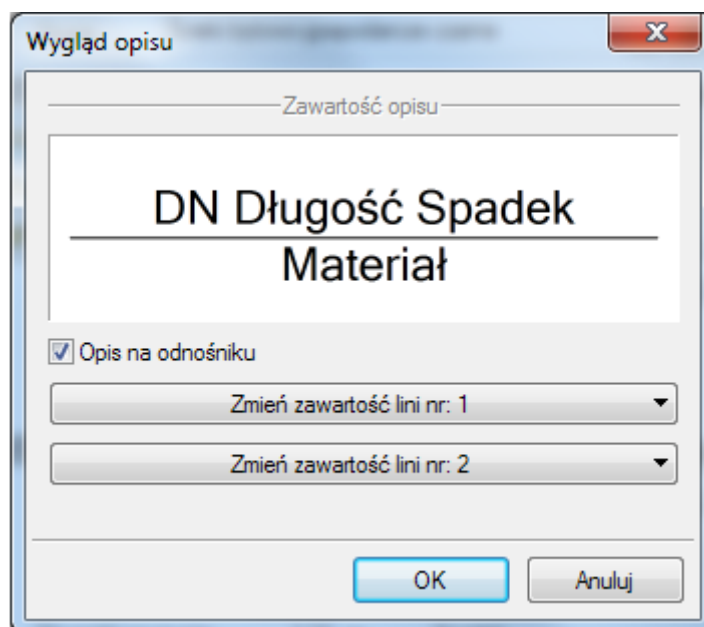 Wygląd opisu
Zawartość opisu
DN Długość Spadek
Materiał
Opis na odnośniku
Zmień zawartość lini nr: 1
Zmień zawartość lini nr: 2
OK
Anuluj